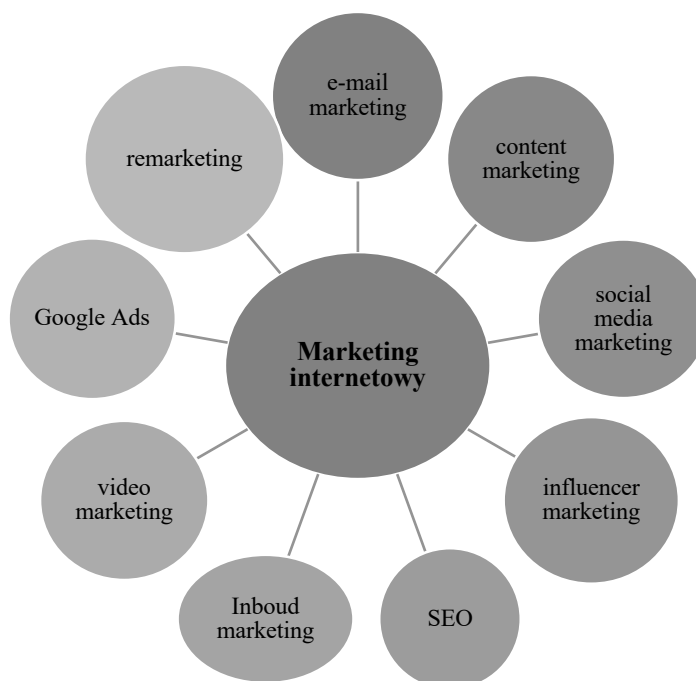 e-mail
marketing
content
marketing
social
media
marketing
influencer
marketing
SEO
Inboud
marketing
video
marketing
Google Ads
remarketing
Marketing
internetowy